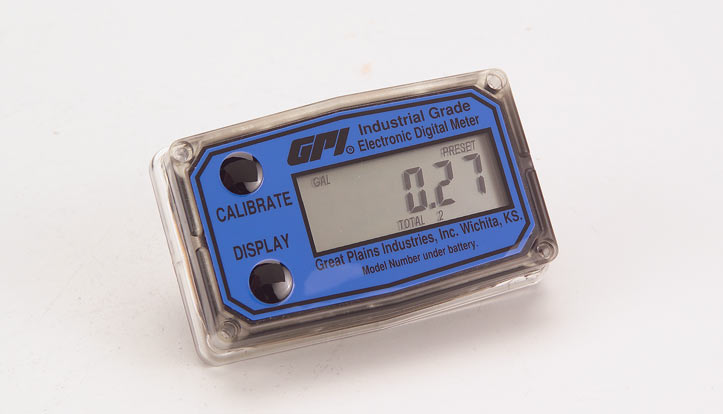 GPI®
Industrial Grade
Electronic Digital Meter
CALIBRATE
DISPLAY
GAL
PRESET
0.27
TOTAL 2
Great Plains Industries, Inc. Wichita, KS.
Model Number under battery.